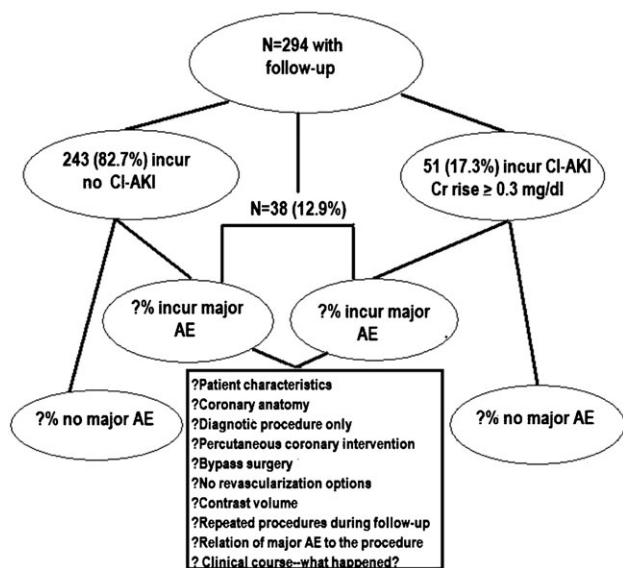 N=294 with
follow-up
243 (82.7%) incur
no CI-AKI
51 (17.3%) incur CI-AKI
Cr rise ≥ 0.3 mg/dl
N=38 (12.9%)
?% incur major
AE
?% incur major
AE
?% no major AE
?% no major AE
?Patient characteristics
?Coronary anatomy
?Diagnotic procedure only
?Percutaneous coronary intervention
?Bypass surgery
?No revascularization options
?Contrast volume
?Repeated procedures during follow-up
?Relation of major AE to the procedure
? Clinical course--what happened?